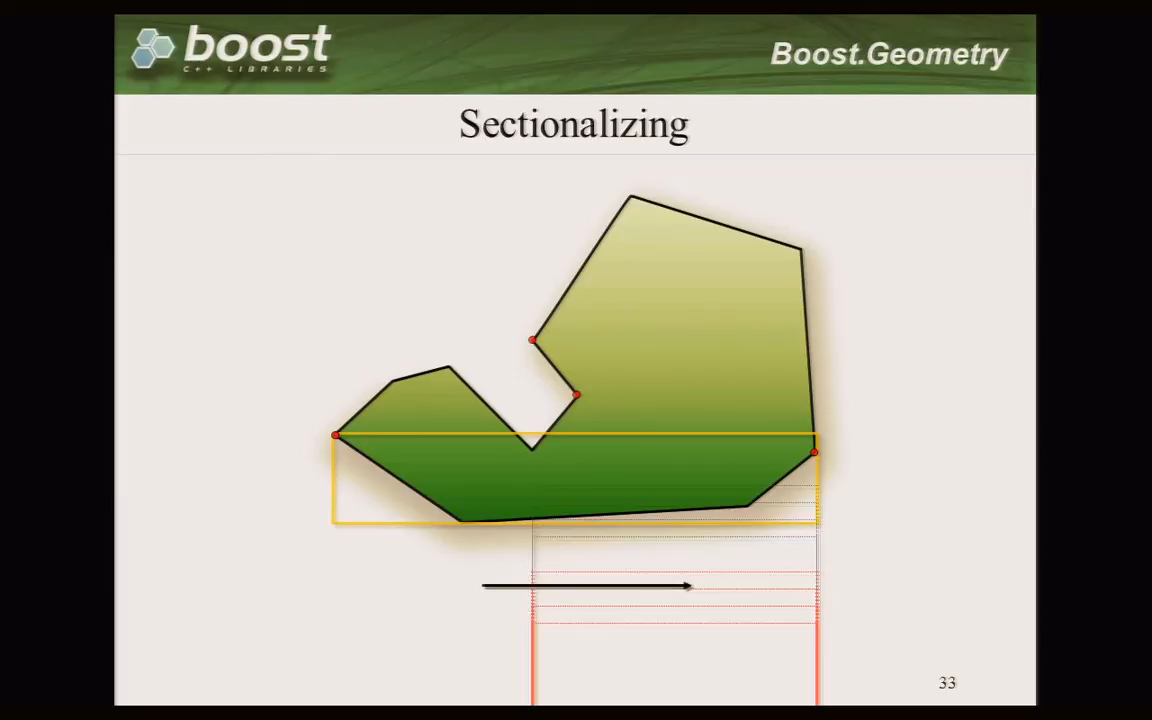 boost
C++ LIBRARIES
Boost.Geometry
Sectionalizing
33